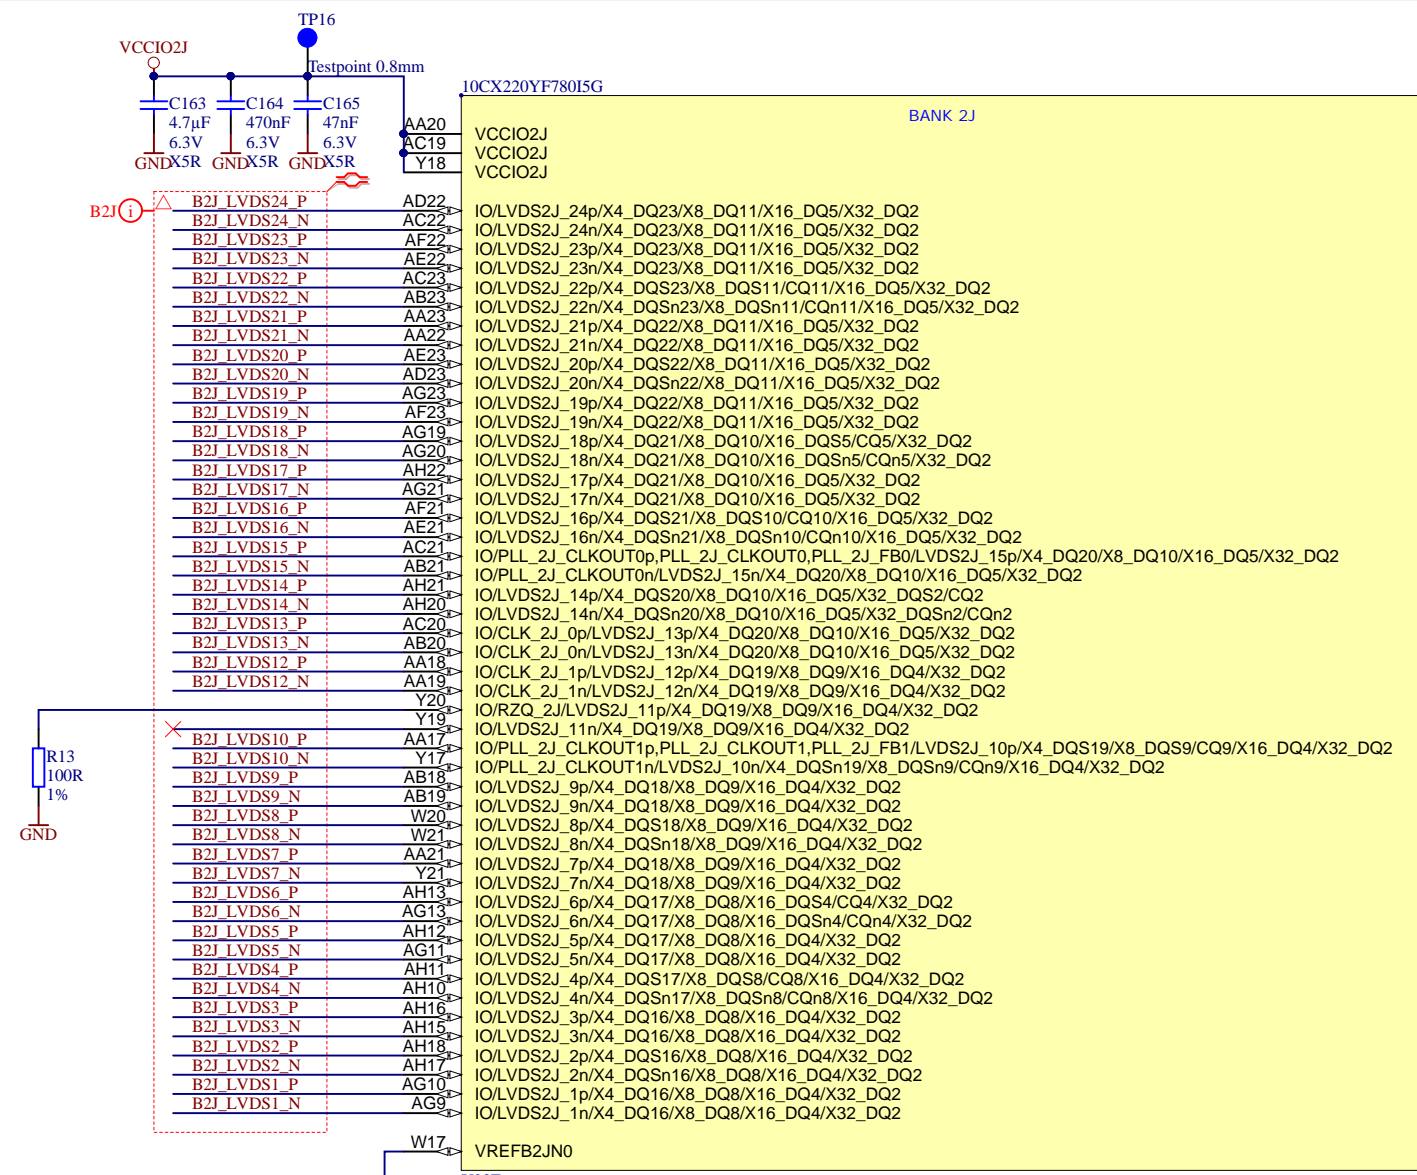 TP16
VCCIO2J
Testpoint 0.8mm
C163
4.7µF
6.3V
X5R
GND
C164
470nF
6.3V
X5R
GND
C165
47nF
6.3V
X5R
GND
10CX220YF780I5G
BANK 2J
AA20 VCCIO2J
AC19 VCCIO2J
Y18 VCCIO2J
B2J i
B2J_LVDS24_P AD22 IO/LVDS2J_24p/X4_DQ23/X8_DQ11/X16_DQ5/X32_DQ2
B2J_LVDS24_N AC22 IO/LVDS2J_24n/X4_DQ23/X8_DQ11/X16_DQ5/X32_DQ2
B2J_LVDS23_P AF22 IO/LVDS2J_23p/X4_DQ23/X8_DQ11/X16_DQ5/X32_DQ2
B2J_LVDS23_N AE22 IO/LVDS2J_23n/X4_DQ23/X8_DQ11/X16_DQ5/X32_DQ2
B2J_LVDS22_P AC23 IO/LVDS2J_22p/X4_DQS23/X8_DQS11/CQ11/X16_DQ5/X32_DQ2
B2J_LVDS22_N AB23 IO/LVDS2J_22n/X4_DQSn23/X8_DQSn11/CQn11/X16_DQ5/X32_DQ2
B2J_LVDS21_P AA23 IO/LVDS2J_21p/X4_DQ22/X8_DQ11/X16_DQ5/X32_DQ2
B2J_LVDS21_N AA22 IO/LVDS2J_21n/X4_DQ22/X8_DQ11/X16_DQ5/X32_DQ2
B2J_LVDS20_P AE23 IO/LVDS2J_20p/X4_DQS22/X8_DQ11/X16_DQ5/X32_DQ2
B2J_LVDS20_N AD23 IO/LVDS2J_20n/X4_DQSn22/X8_DQ11/X16_DQ5/X32_DQ2
B2J_LVDS19_P AG23 IO/LVDS2J_19p/X4_DQ22/X8_DQ11/X16_DQ5/X32_DQ2
B2J_LVDS19_N AF23 IO/LVDS2J_19n/X4_DQ22/X8_DQ11/X16_DQ5/X32_DQ2
B2J_LVDS18_P AG19 IO/LVDS2J_18p/X4_DQ21/X8_DQ10/X16_DQS5/CQ5/X32_DQ2
B2J_LVDS18_N AG20 IO/LVDS2J_18n/X4_DQ21/X8_DQ10/X16_DQSn5/CQn5/X32_DQ2
B2J_LVDS17_P AH22 IO/LVDS2J_17p/X4_DQ21/X8_DQ10/X16_DQ5/X32_DQ2
B2J_LVDS17_N AG21 IO/LVDS2J_17n/X4_DQ21/X8_DQ10/X16_DQ5/X32_DQ2
B2J_LVDS16_P AF21 IO/LVDS2J_16p/X4_DQS21/X8_DQS10/CQ10/X16_DQ5/X32_DQ2
B2J_LVDS16_N AE21 IO/LVDS2J_16n/X4_DQSn21/X8_DQSn10/CQn10/X16_DQ5/X32_DQ2
B2J_LVDS15_P AC21 IO/PLL_2J_CLKOUT0p,PLL_2J_CLKOUT0,PLL_2J_FB0/LVDS2J_15p/X4_DQ20/X8_DQ10/X16_DQ5/X32_DQ2
B2J_LVDS15_N AB21 IO/PLL_2J_CLKOUT0n/LVDS2J_15n/X4_DQ20/X8_DQ10/X16_DQ5/X32_DQ2
B2J_LVDS14_P AH21 IO/LVDS2J_14p/X4_DQS20/X8_DQ10/X16_DQ5/X32_DQS2/CQ2
B2J_LVDS14_N AH20 IO/LVDS2J_14n/X4_DQSn20/X8_DQ10/X16_DQ5/X32_DQSn2/CQn2
B2J_LVDS13_P AC20 IO/CLK_2J_0p/LVDS2J_13p/X4_DQ20/X8_DQ10/X16_DQ5/X32_DQ2
B2J_LVDS13_N AB20 IO/CLK_2J_0n/LVDS2J_13n/X4_DQ20/X8_DQ10/X16_DQ5/X32_DQ2
B2J_LVDS12_P AA18 IO/CLK_2J_1p/LVDS2J_12p/X4_DQ19/X8_DQ9/X16_DQ4/X32_DQ2
B2J_LVDS12_N AA19 IO/CLK_2J_1n/LVDS2J_12n/X4_DQ19/X8_DQ9/X16_DQ4/X32_DQ2
Y20 IO/RZQ_2J/LVDS2J_11p/X4_DQ19/X8_DQ9/X16_DQ4/X32_DQ2
Y19 IO/LVDS2J_11n/X4_DQ19/X8_DQ9/X16_DQ4/X32_DQ2
B2J_LVDS10_P AA17 IO/PLL_2J_CLKOUT1p,PLL_2J_CLKOUT1,PLL_2J_FB1/LVDS2J_10p/X4_DQS19/X8_DQS9/CQ9/X16_DQ4/X32_DQ2
B2J_LVDS10_N Y17 IO/PLL_2J_CLKOUT1n/LVDS2J_10n/X4_DQSn19/X8_DQSn9/CQn9/X16_DQ4/X32_DQ2
R13
100R
1%
GND
B2J_LVDS9_P AB18 IO/LVDS2J_9p/X4_DQ18/X8_DQ9/X16_DQ4/X32_DQ2
B2J_LVDS9_N AB19 IO/LVDS2J_9n/X4_DQ18/X8_DQ9/X16_DQ4/X32_DQ2
B2J_LVDS8_P W20 IO/LVDS2J_8p/X4_DQS18/X8_DQ9/X16_DQ4/X32_DQ2
B2J_LVDS8_N W21 IO/LVDS2J_8n/X4_DQSn18/X8_DQ9/X16_DQ4/X32_DQ2
B2J_LVDS7_P AA21 IO/LVDS2J_7p/X4_DQ18/X8_DQ9/X16_DQ4/X32_DQ2
B2J_LVDS7_N Y21 IO/LVDS2J_7n/X4_DQ18/X8_DQ9/X16_DQ4/X32_DQ2
B2J_LVDS6_P AH13 IO/LVDS2J_6p/X4_DQ17/X8_DQ8/X16_DQS4/CQ4/X32_DQ2
B2J_LVDS6_N AG13 IO/LVDS2J_6n/X4_DQ17/X8_DQ8/X16_DQSn4/CQn4/X32_DQ2
B2J_LVDS5_P AH12 IO/LVDS2J_5p/X4_DQ17/X8_DQ8/X16_DQ4/X32_DQ2
B2J_LVDS5_N AG11 IO/LVDS2J_5n/X4_DQ17/X8_DQ8/X16_DQ4/X32_DQ2
B2J_LVDS4_P AH11 IO/LVDS2J_4p/X4_DQS17/X8_DQS8/CQ8/X16_DQ4/X32_DQ2
B2J_LVDS4_N AH10 IO/LVDS2J_4n/X4_DQSn17/X8_DQSn8/CQn8/X16_DQ4/X32_DQ2
B2J_LVDS3_P AH16 IO/LVDS2J_3p/X4_DQ16/X8_DQ8/X16_DQ4/X32_DQ2
B2J_LVDS3_N AH15 IO/LVDS2J_3n/X4_DQ16/X8_DQ8/X16_DQ4/X32_DQ2
B2J_LVDS2_P AH18 IO/LVDS2J_2p/X4_DQS16/X8_DQ8/X16_DQ4/X32_DQ2
B2J_LVDS2_N AH17 IO/LVDS2J_2n/X4_DQSn16/X8_DQ8/X16_DQ4/X32_DQ2
B2J_LVDS1_P AG10 IO/LVDS2J_1p/X4_DQ16/X8_DQ8/X16_DQ4/X32_DQ2
B2J_LVDS1_N AG9 IO/LVDS2J_1n/X4_DQ16/X8_DQ8/X16_DQ4/X32_DQ2
W17 VREFB2JN0